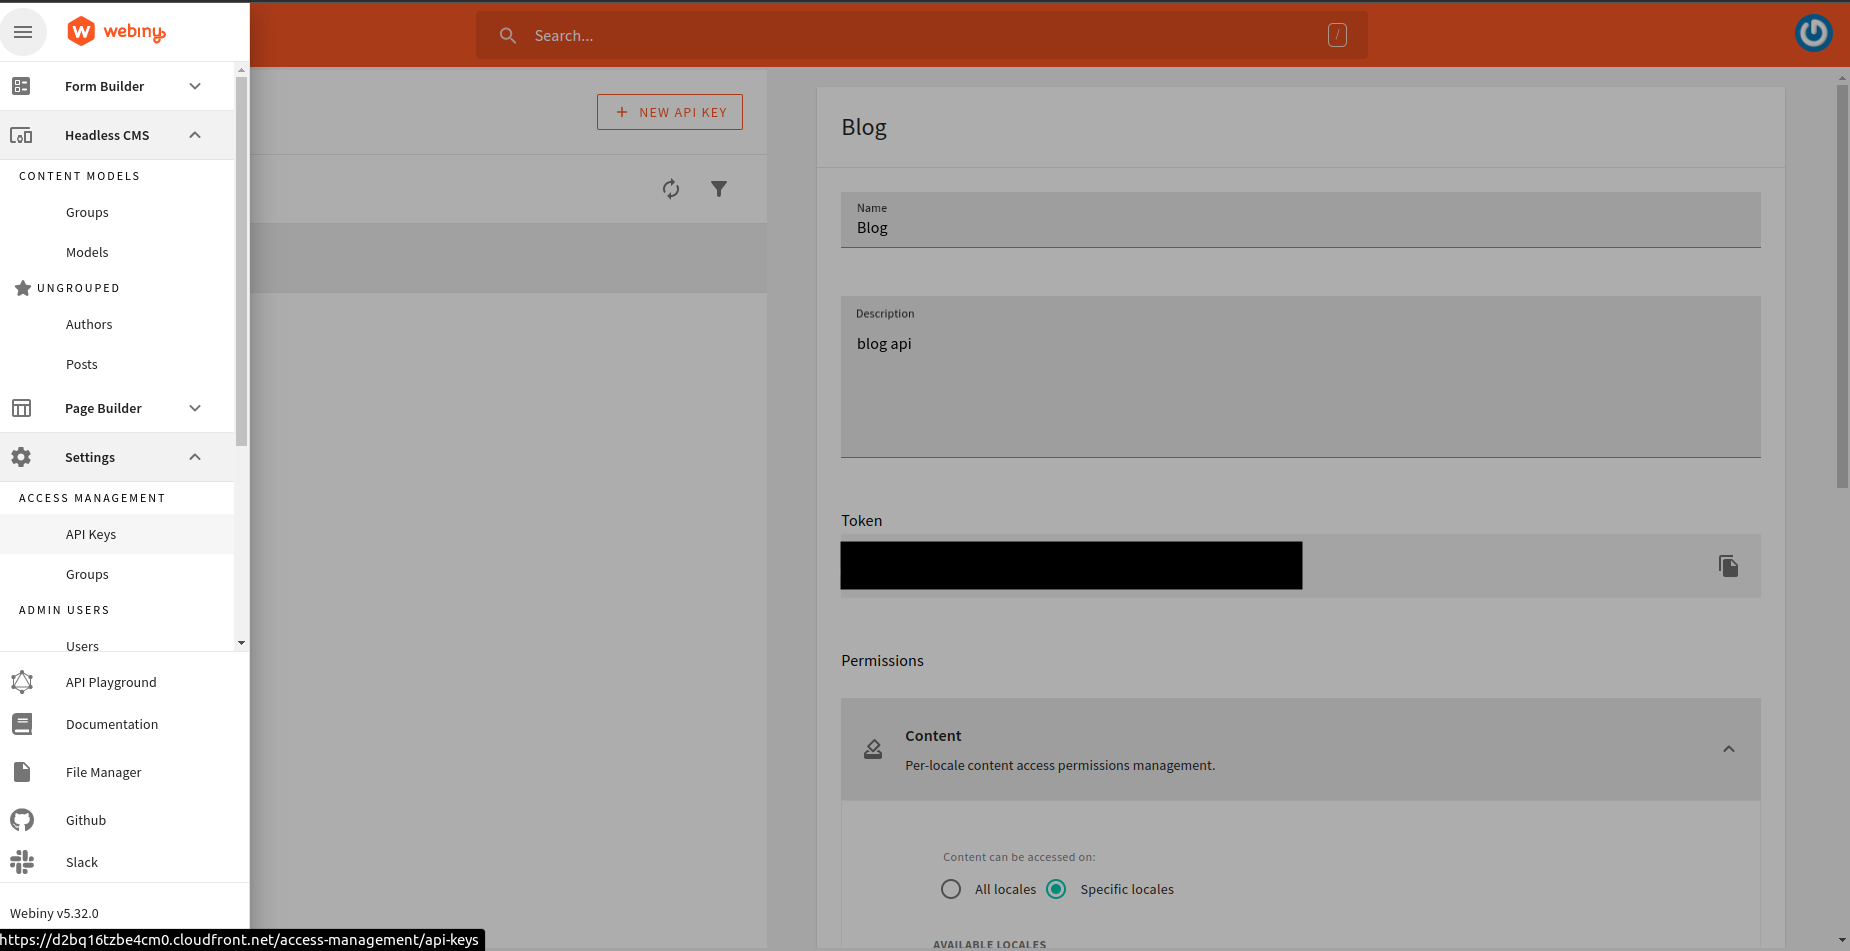 webiny
Search...
/
Form Builder
Headless CMS
CONTENT MODELS
Groups
Models
UNGROUPED
Authors
Posts
Page Builder
Settings
ACCESS MANAGEMENT
API Keys
Groups
ADMIN USERS
Users
API Playground
Documentation
File Manager
Github
Slack
Webiny v5.32.0
https://d2bq16tzbe4cm0.cloudfront.net/access-management/api-keys
+ NEW API KEY
Blog
Name
Blog
Description
blog api
Token
Permissions
Content
Per-locale content access permissions management.
Content can be accessed on:
All locales Specific locales
AVAILABLE LOCALES